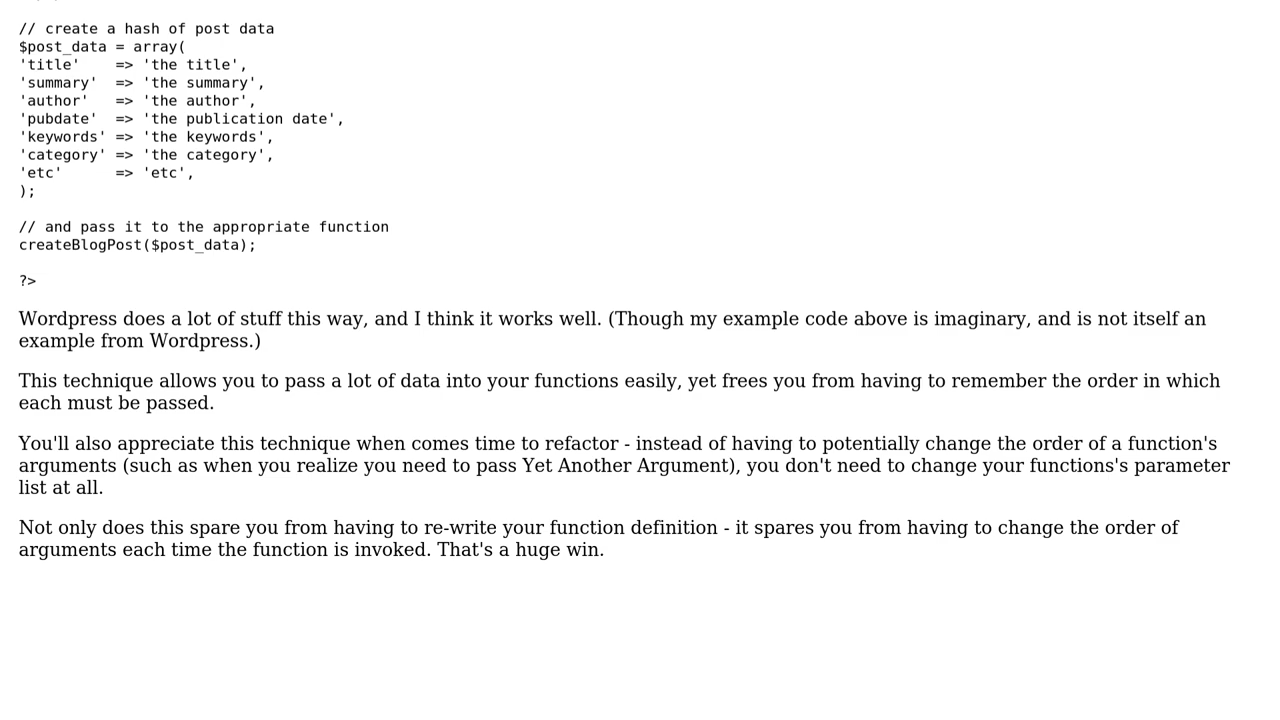 // create a hash of post data
$post_data = array(
'title'    => 'the title',
'summary'  => 'the summary',
'author'   => 'the author',
'pubdate'  => 'the publication date',
'keywords' => 'the keywords',
'category' => 'the category',
'etc'      => 'etc',
);
// and pass it to the appropriate function
createBlogPost($post_data);
?>
Wordpress does a lot of stuff this way, and I think it works well. (Though my example code above is imaginary, and is not itself an
example from Wordpress.)
This technique allows you to pass a lot of data into your functions easily, yet frees you from having to remember the order in which
each must be passed.
You'll also appreciate this technique when comes time to refactor - instead of having to potentially change the order of a function's
arguments (such as when you realize you need to pass Yet Another Argument), you don't need to change your functions's parameter
list at all.
Not only does this spare you from having to re-write your function definition - it spares you from having to change the order of
arguments each time the function is invoked. That's a huge win.